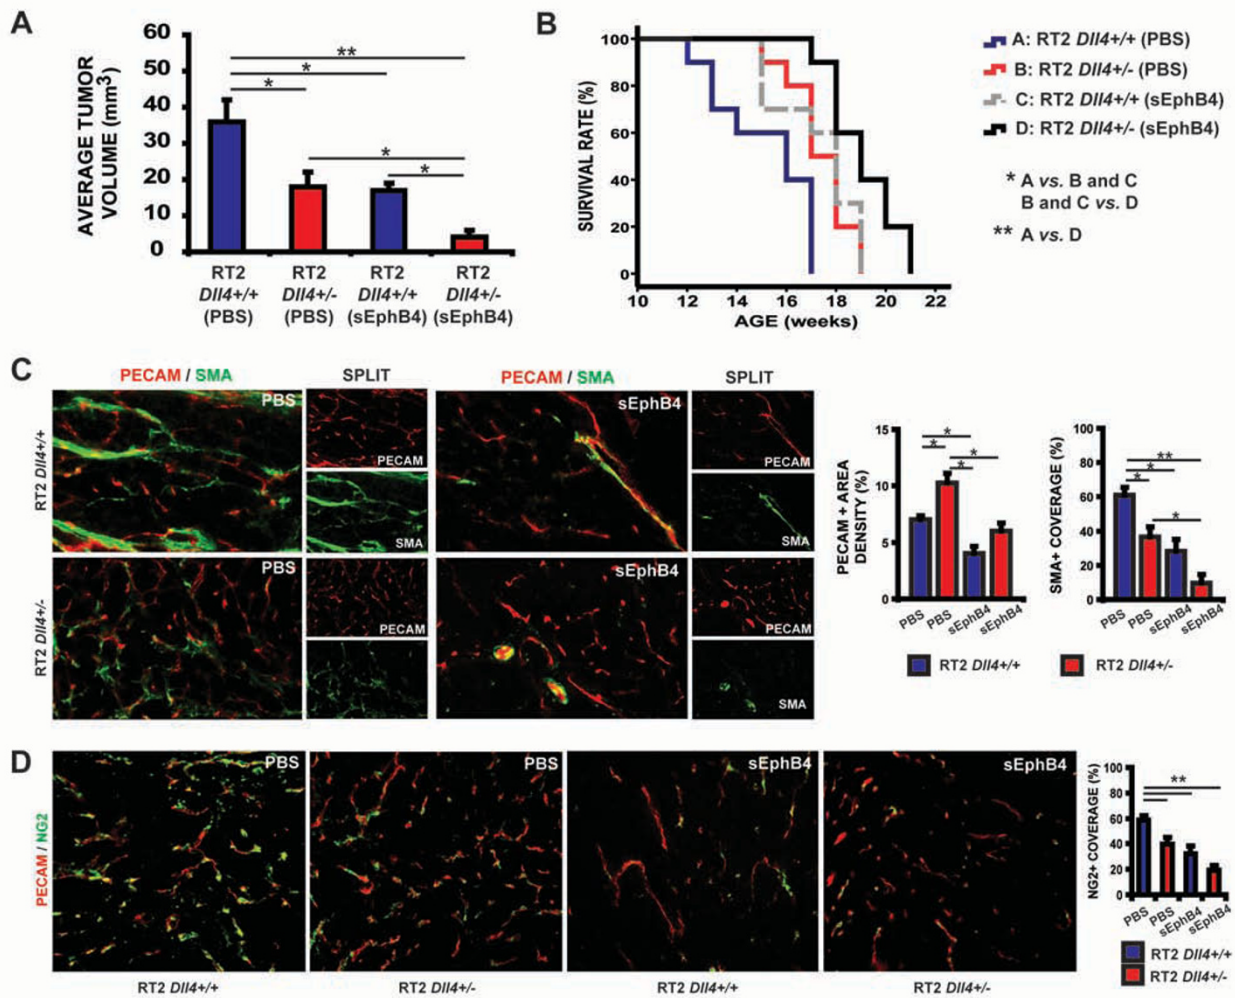 A
AVERAGE TUMOR
VOLUME (mm3)
60
50
40
30
20
10
0
**
*
*
*
*
RT2
Dll4+/+
(PBS)
RT2
Dll4+/-
(PBS)
RT2
Dll4+/+
(sEphB4)
RT2
Dll4+/-
(sEphB4)
B
SURVIVAL RATE (%)
100
80
60
40
20
0
10 12 14 16 18 20 22
AGE (weeks)
A: RT2 Dll4+/+ (PBS)
B: RT2 Dll4+/- (PBS)
C: RT2 Dll4+/+ (sEphB4)
D: RT2 Dll4+/- (sEphB4)
* A vs. B and C
B and C vs. D
** A vs. D
C
PECAM / SMA
SPLIT
PECAM / SMA
SPLIT
RT2 Dll4+/+
PBS
PECAM
SMA
sEphB4
PECAM
SMA
RT2 Dll4+/-
PBS
PECAM
SMA
sEphB4
PECAM
SMA
PECAM + AREA
DENSITY (%)
15
10
5
0
*
*
*
*
PBS PBS sEphB4 sEphB4
SMA+ COVERAGE (%)
100
80
60
40
20
0
**
*
*
*
PBS PBS sEphB4 sEphB4
RT2 Dll4+/+
RT2 Dll4+/-
D
PECAM / NG2
PBS
PBS
sEphB4
sEphB4
RT2 Dll4+/+
RT2 Dll4+/-
RT2 Dll4+/+
RT2 Dll4+/-
NG2+ COVERAGE (%)
100
80
60
40
20
0
**
PBS PBS sEphB4 sEphB4
RT2 Dll4+/+
RT2 Dll4+/-